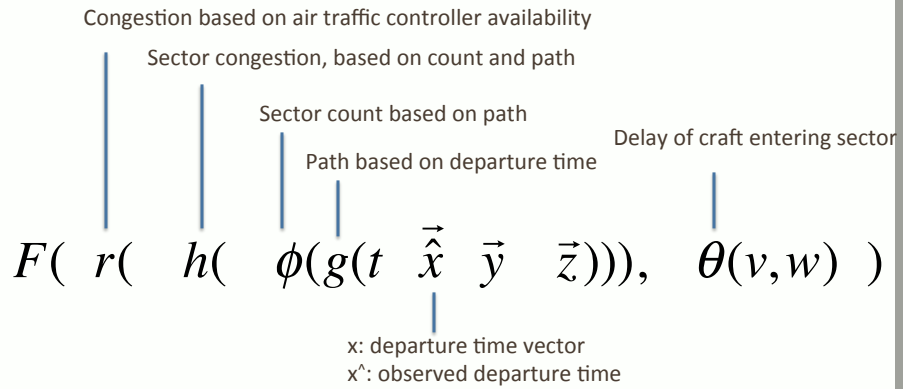 Congestion based on air traffic controller availability
Sector congestion, based on count and path
Sector count based on path
Delay of craft entering sector
Path based on departure time
F( r( h( ϕ(g(t x̂⃗ y⃗ z⃗))), θ(v,w) )
x: departure time vector
x^: observed departure time